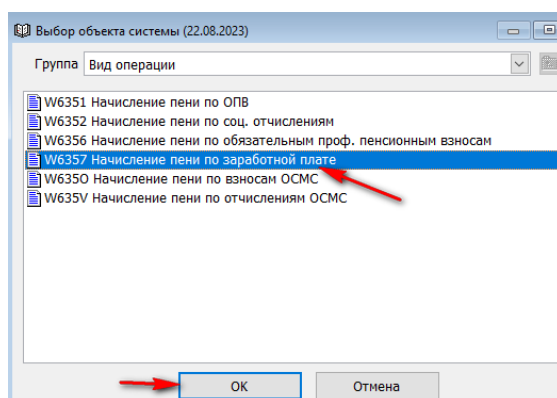 Выбор объекта системы (22.08.2023)
Группа Вид операции
W6351 Начисление пени по ОПВ
W6352 Начисление пени по соц. отчислениям
W6356 Начисление пени по обязательным проф. пенсионным взносам
W6357 Начисление пени по заработной плате
W635O Начисление пени по взносам ОСМС
W635V Начисление пени по отчислениям ОСМС
ОК Отмена